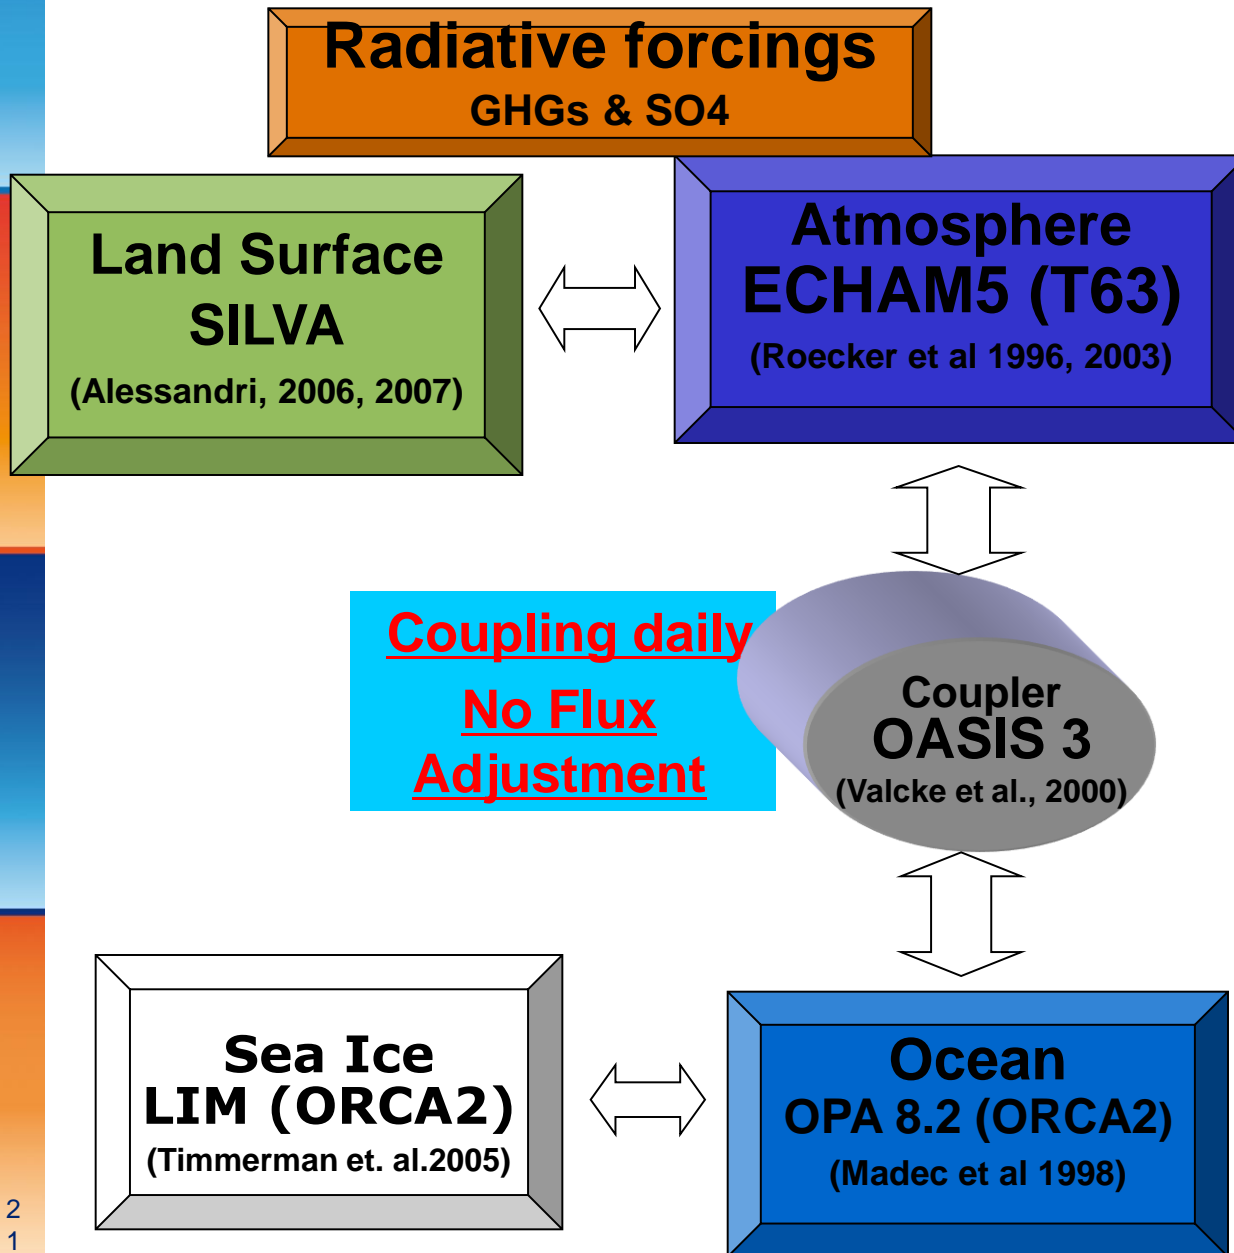 Radiative forcings
GHGs & SO4
Land Surface
SILVA
(Alessandri, 2006, 2007)
Atmosphere
ECHAM5 (T63)
(Roecker et al 1996, 2003)
Coupling daily
No Flux
Adjustment
Coupler
OASIS 3
(Valcke et al., 2000)
Sea Ice
LIM (ORCA2)
(Timmerman et. al.2005)
Ocean
OPA 8.2 (ORCA2)
(Madec et al 1998)
2
1